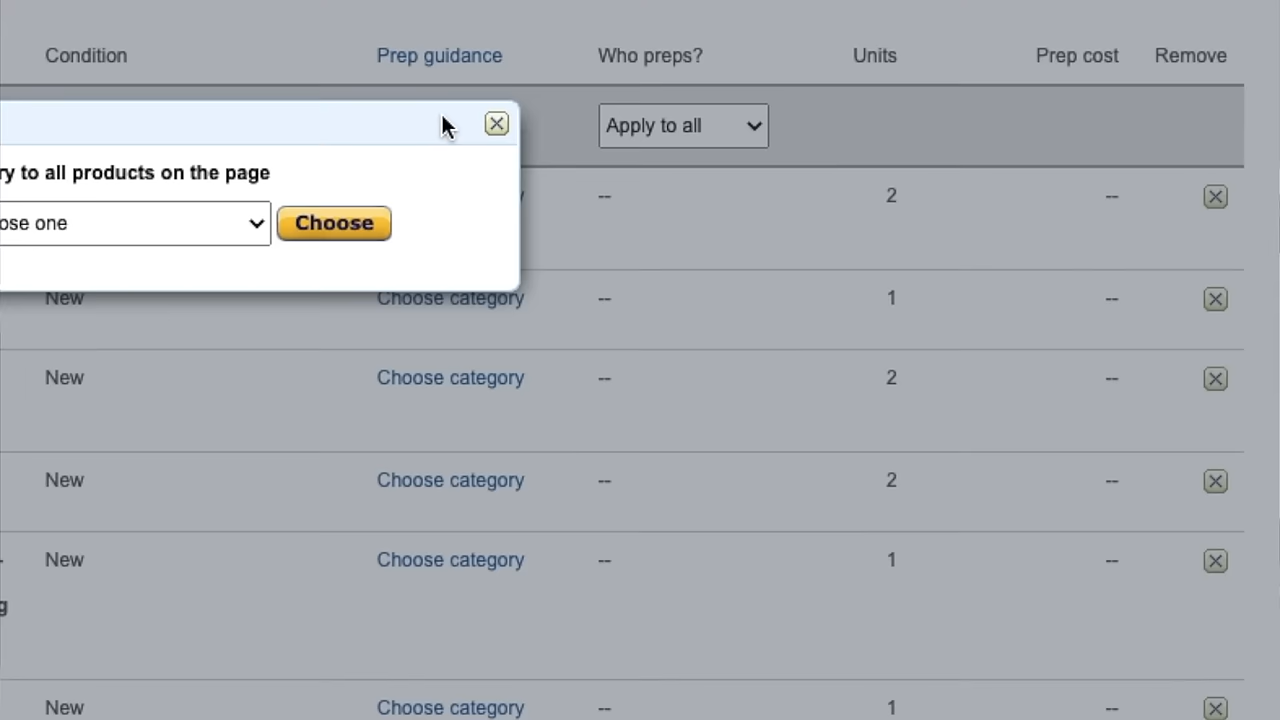 Condition Prep guidance Who preps? Units Prep cost Remove
Apply to all
ry to all products on the page
ose one Choose
-- 2 --
New Choose category -- 1 --
New Choose category -- 2 --
New Choose category -- 2 --
New Choose category -- 1 --
g
New Choose category -- 1 --